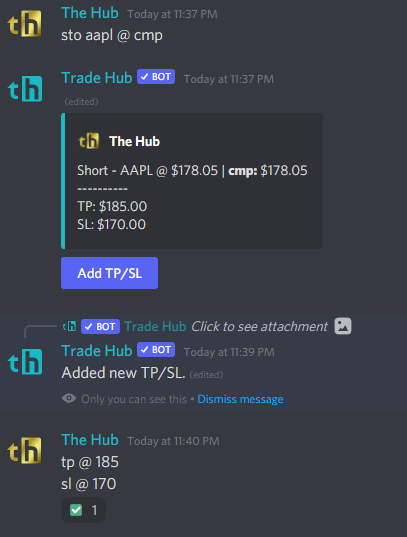 th The Hub Today at 11:37 PM
sto aapl @ cmp
th Trade Hub ✓ BOT Today at 11:37 PM
(edited)
th The Hub
Short - AAPL @ $178.05 | cmp: $178.05
----------
TP: $185.00
SL: $170.00
Add TP/SL
th ✓ BOT Trade Hub Click to see attachment
th Trade Hub ✓ BOT Today at 11:39 PM
Added new TP/SL. (edited)
Only you can see this • Dismiss message
th The Hub Today at 11:40 PM
tp @ 185
sl @ 170
✅ 1